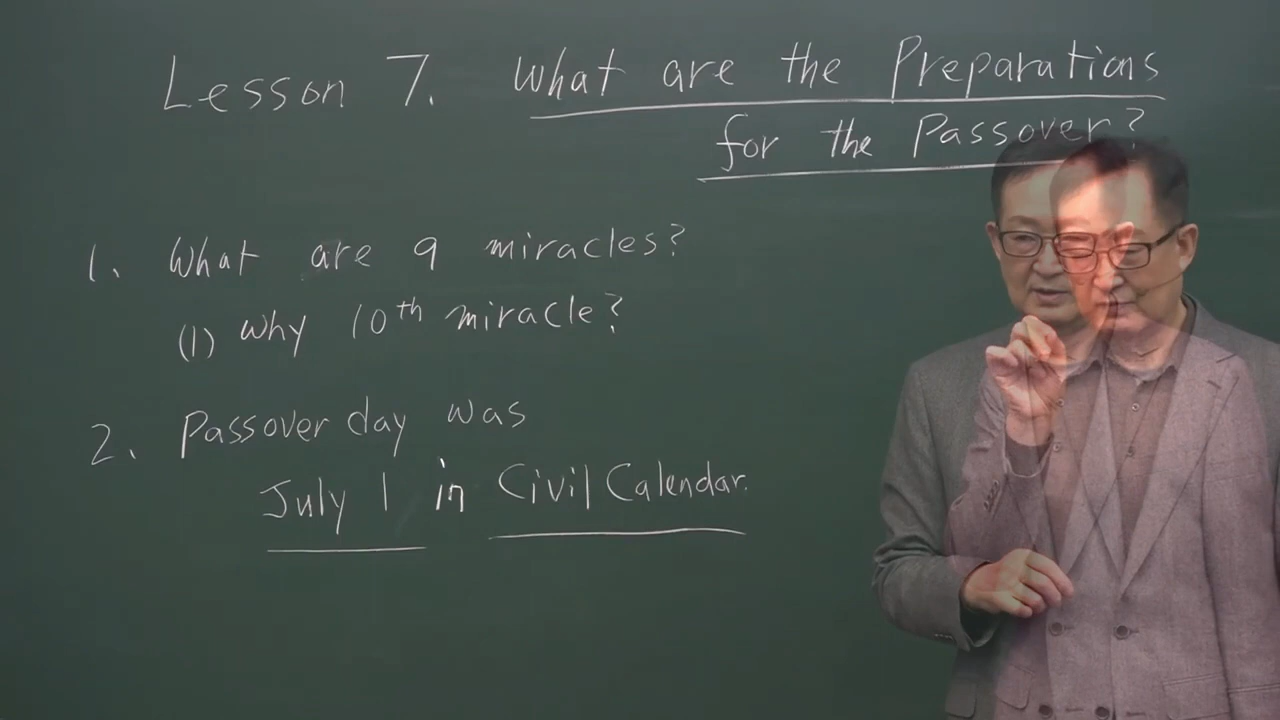 Lesson 7. What are the Preparations
for the Passover?
1. What are 9 miracles?
(1) Why 10th miracle?
2. Passover day was
July 1 in Civil Calendar.